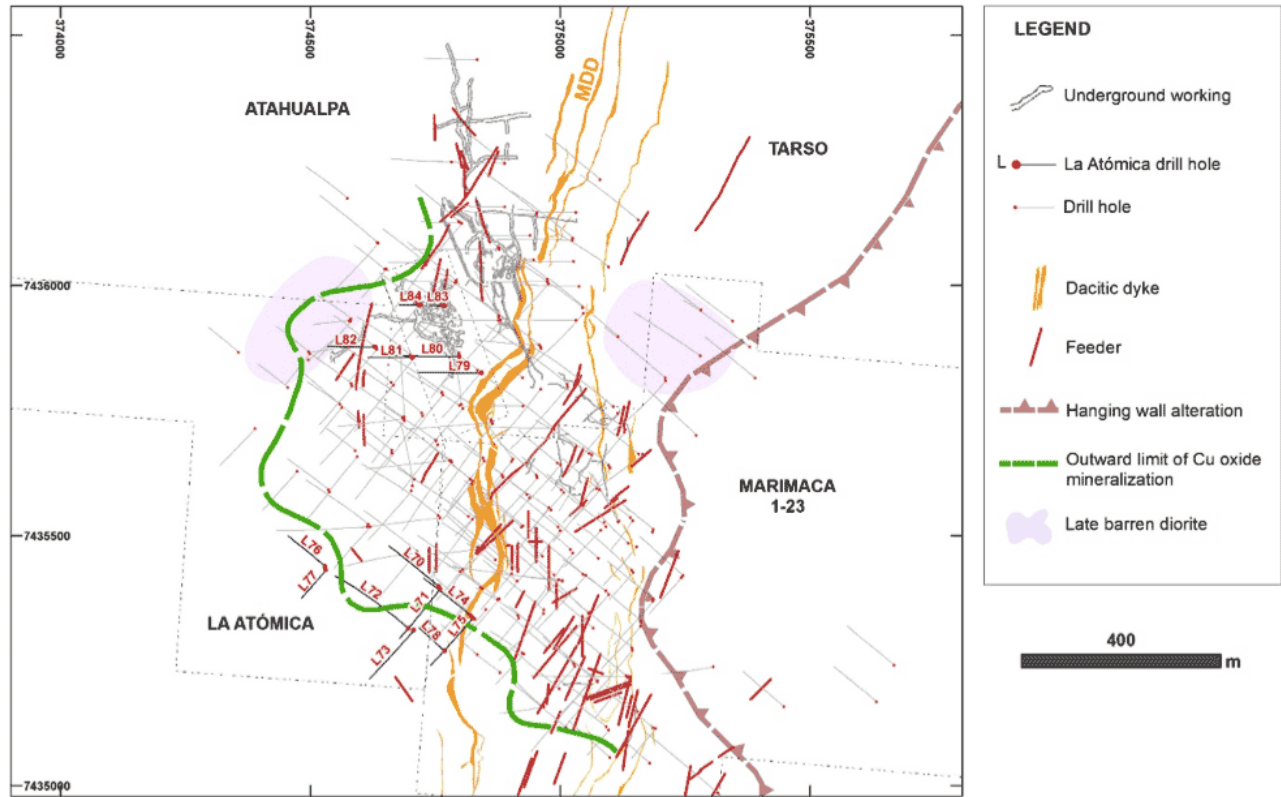 374000
374500
375000
375500
MDD
ATAHUALPA
TARSO
7436000
L84
L83
L82
L81
L80
L79
MARIMACA
1-23
7435500
L76
L77
L70
L72
L71
L74
L75
L78
L73
LA ATÓMICA
7435000
LEGEND
Underground working
L
La Atómica drill hole
Drill hole
Dacitic dyke
Feeder
Hanging wall alteration
Outward limit of Cu oxide
mineralization
Late barren diorite
400
m